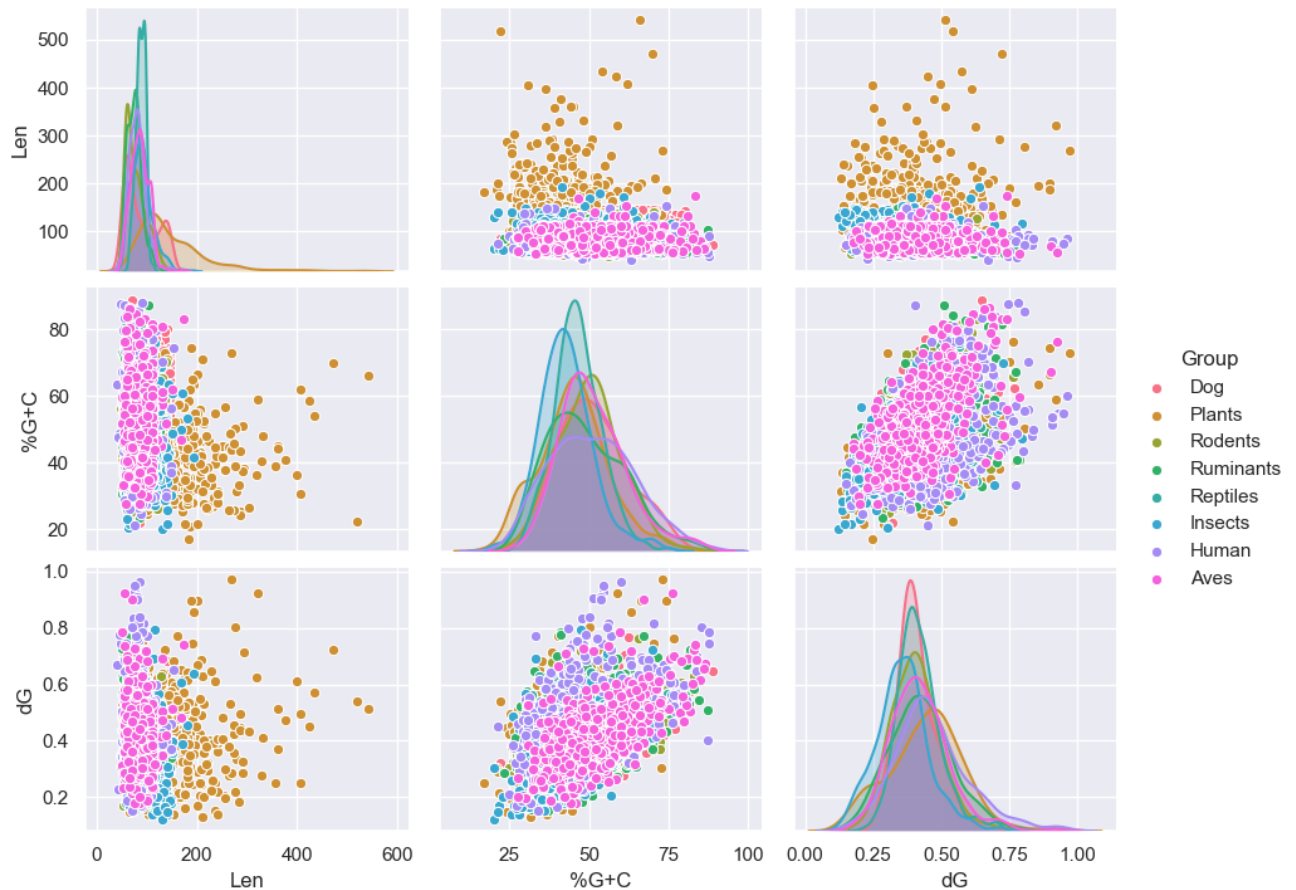 500
400
300
200
100
Len
80
60
40
20
%G+C
1.0
0.8
0.6
0.4
0.2
dG
0 200 400 600
Len
25 50 75 100
%G+C
0.00 0.25 0.50 0.75 1.00
dG
Group
Dog
Plants
Rodents
Ruminants
Reptiles
Insects
Human
Aves